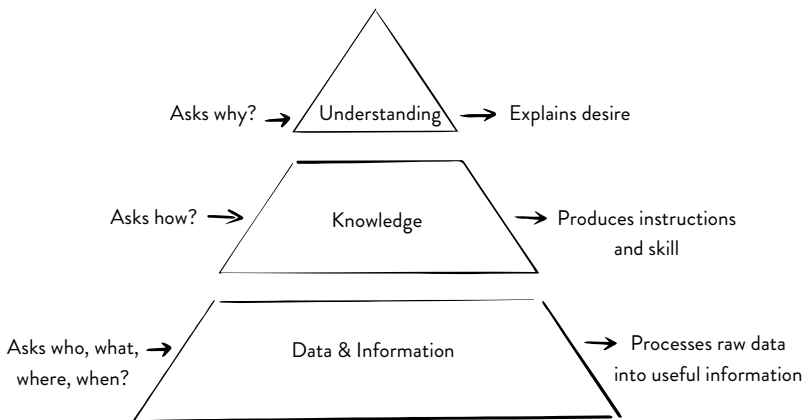 Asks why?
Understanding
Explains desire
Asks how?
Knowledge
Produces instructions
and skill
Asks who, what,
where, when?
Data & Information
Processes raw data
into useful information